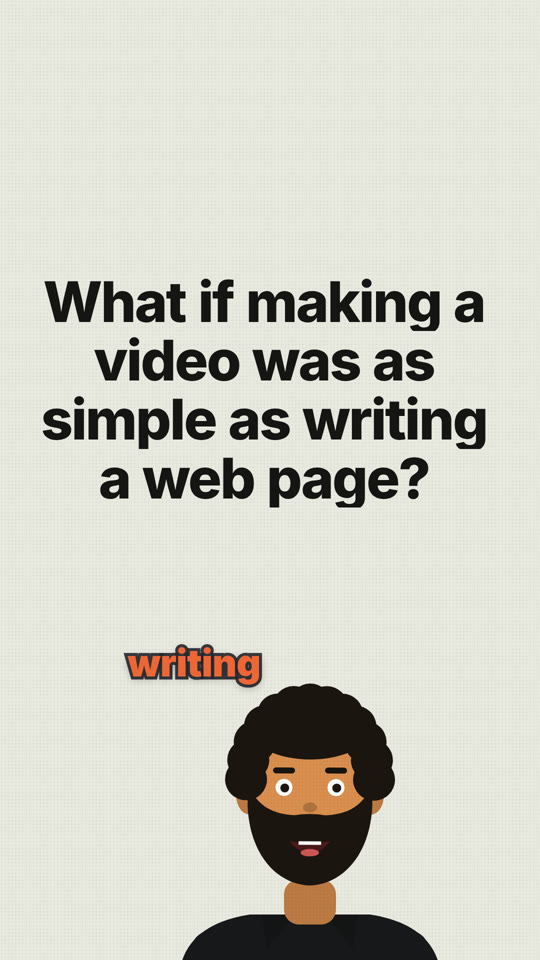 What if making a
video was as
simple as writing
a web page?
writing